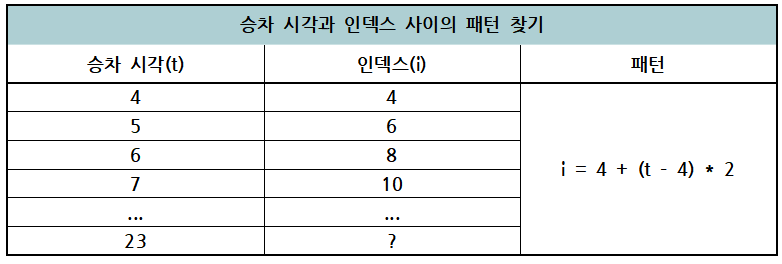 승차 시각과 인덱스 사이의 패턴 찾기
승차 시각(t) 인덱스(i) 패턴
4 4
5 6
6 8
7 10
... ...
23 ?
i = 4 + (t - 4) * 2